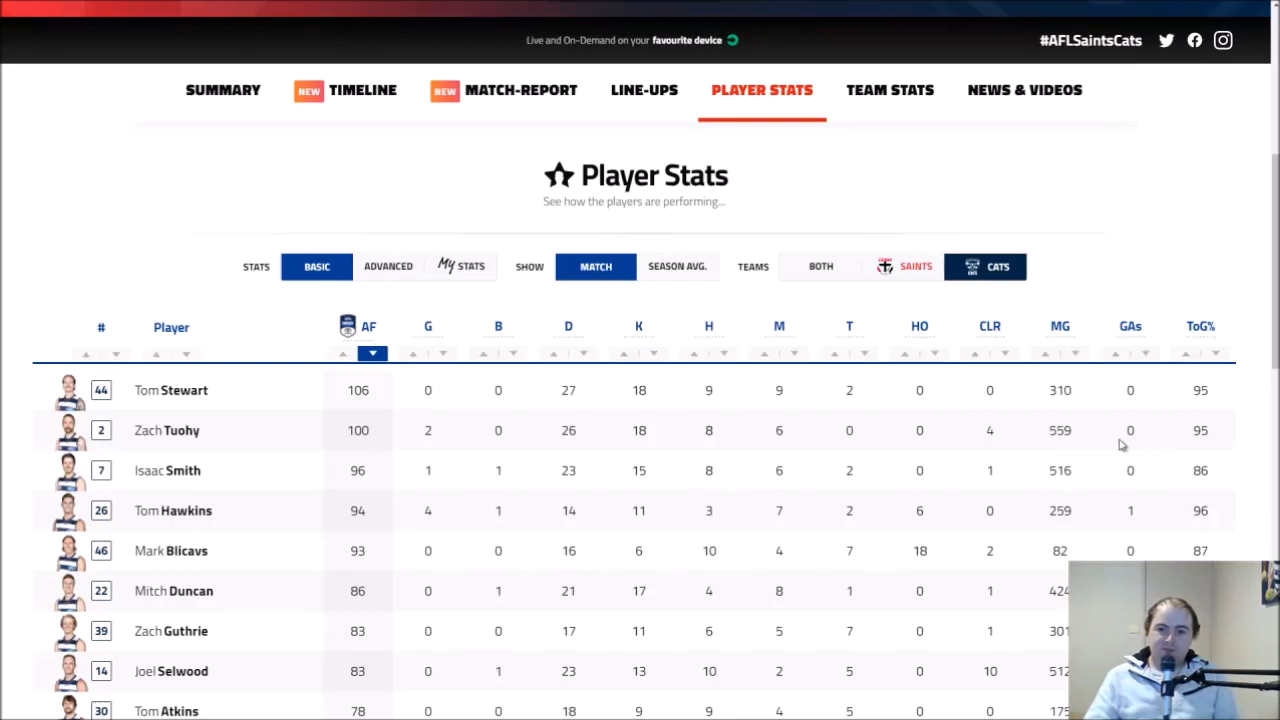 Live and On-Demand on your favourite device
#AFLSaintsCats
SUMMARY NEW TIMELINE NEW MATCH-REPORT LINE-UPS PLAYER STATS TEAM STATS NEWS & VIDEOS
Player Stats
See how the players are performing...
STATS BASIC ADVANCED My STATS SHOW MATCH SEASON AVG. TEAMS BOTH SAINTS CATS
# Player AF G B D K H M T HO CLR MG GAs ToG%
44 Tom Stewart 106 0 0 27 18 9 9 2 0 0 310 0 95
2 Zach Tuohy 100 2 0 26 18 8 6 0 0 4 559 0 95
7 Isaac Smith 96 1 1 23 15 8 6 2 0 1 516 0 86
26 Tom Hawkins 94 4 1 14 11 3 7 2 6 0 259 1 96
46 Mark Blicavs 93 0 0 16 6 10 4 7 18 2 82 0 87
22 Mitch Duncan 86 0 1 21 17 4 8 1 0 1 424
39 Zach Guthrie 83 0 0 17 11 6 5 7 0 1 301
14 Joel Selwood 83 0 1 23 13 10 2 5 0 10 512
30 Tom Atkins 78 0 0 18 9 9 4 5 0 0 175